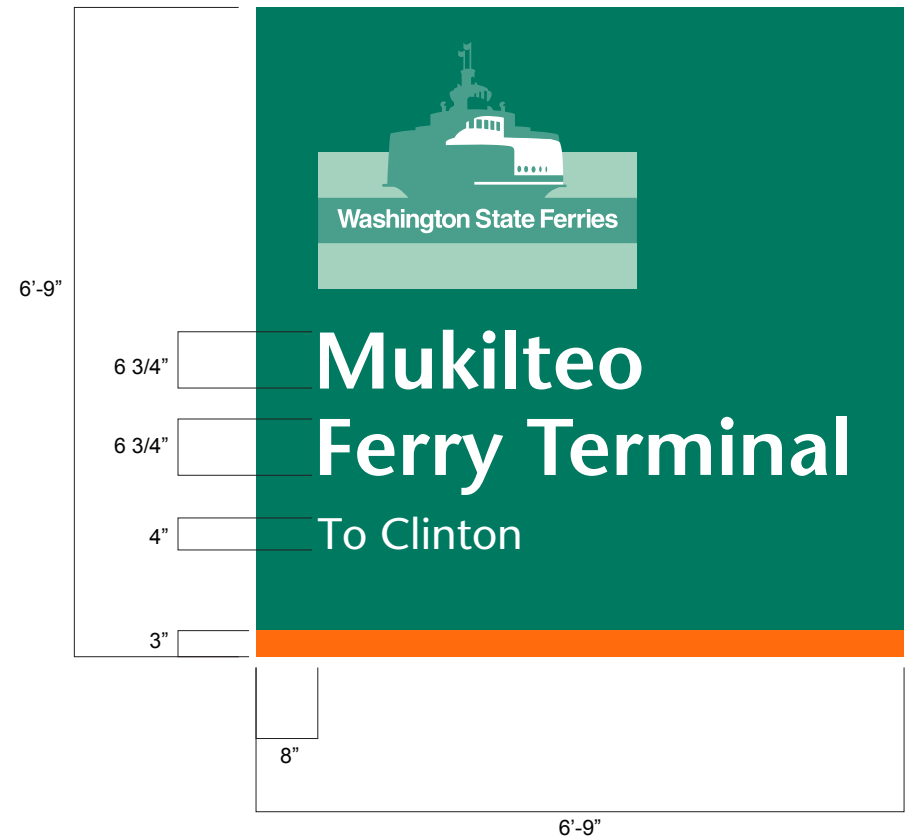 Washington State Ferries
6’-9”
6 3/4”
Mukilteo
6 3/4”
Ferry Terminal
4”
To Clinton
3”
8”
6’-9”